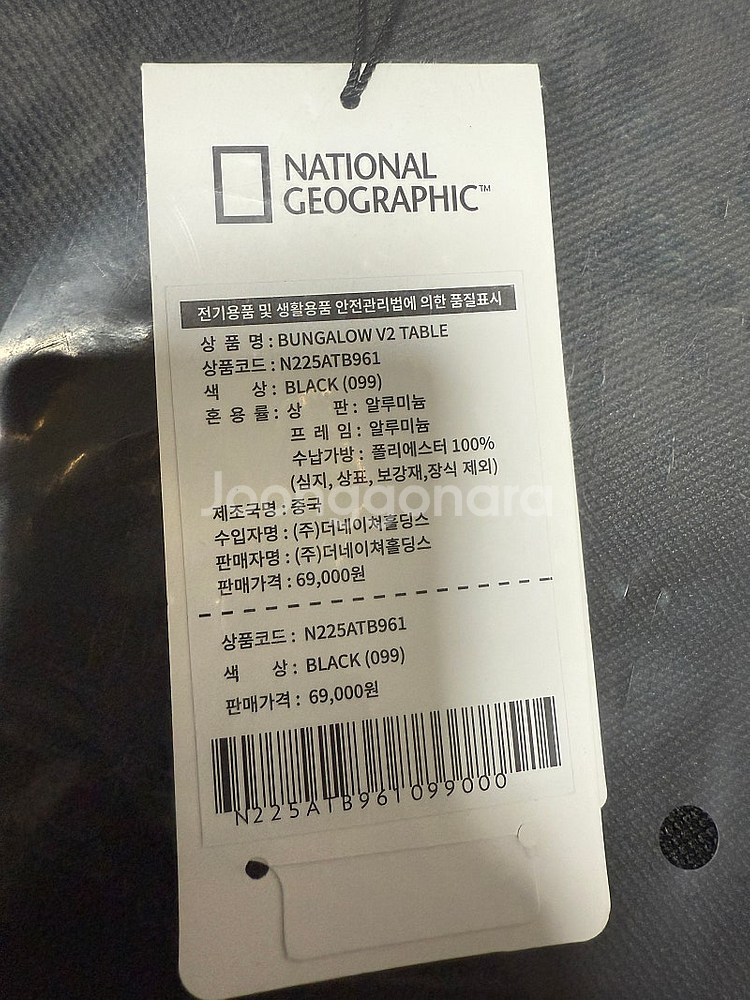 NATIONAL
GEOGRAPHIC™
전기용품 및 생활용품 안전관리법에 의한 품질표시
상 품 명 : BUNGALOW V2 TABLE
상품코드 : N225ATB961
색 상 : BLACK (099)
혼 용 률 : 상 판 : 알루미늄
프 레 임 : 알루미늄
수납가방 : 폴리에스터 100%
(심지, 상표, 보강재,장식 제외)
Joonggonara
제조국명 : 중국
수입자명 : (주)더네이쳐홀딩스
판매자명 : (주)더네이쳐홀딩스
판매가격 : 69,000원
상품코드 : N225ATB961
색 상 : BLACK (099)
판매가격 : 69,000원
N225ATB961099000